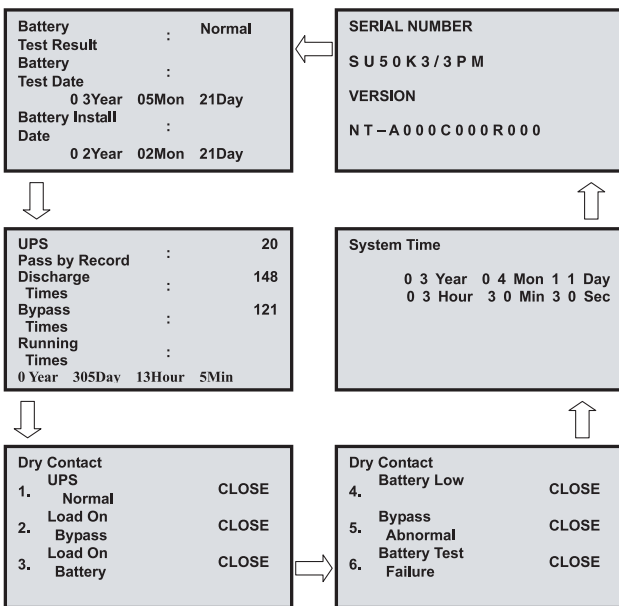 Battery
Test Result : Normal
Battery
Test Date :
0 3Year 05Mon 21Day
Battery Install
Date :
0 2Year 02Mon 21Day
SERIAL NUMBER
S U 5 0 K 3 / 3 P M
VERSION
N T – A 0 0 0 C 0 0 0 R 0 0 0
UPS 20
Pass by Record :
Discharge 148
Times :
Bypass 121
Times :
Running
Times :
0 Year 305Day 13Hour 5Min
System Time
0 3 Year 0 4 Mon 1 1 Day
0 3 Hour 3 0 Min 3 0 Sec
Dry Contact
1. UPS
Normal CLOSE
2. Load On
Bypass CLOSE
3. Load On
Battery CLOSE
Dry Contact
4. Battery Low CLOSE
5. Bypass
Abnormal CLOSE
6. Battery Test
Failure CLOSE